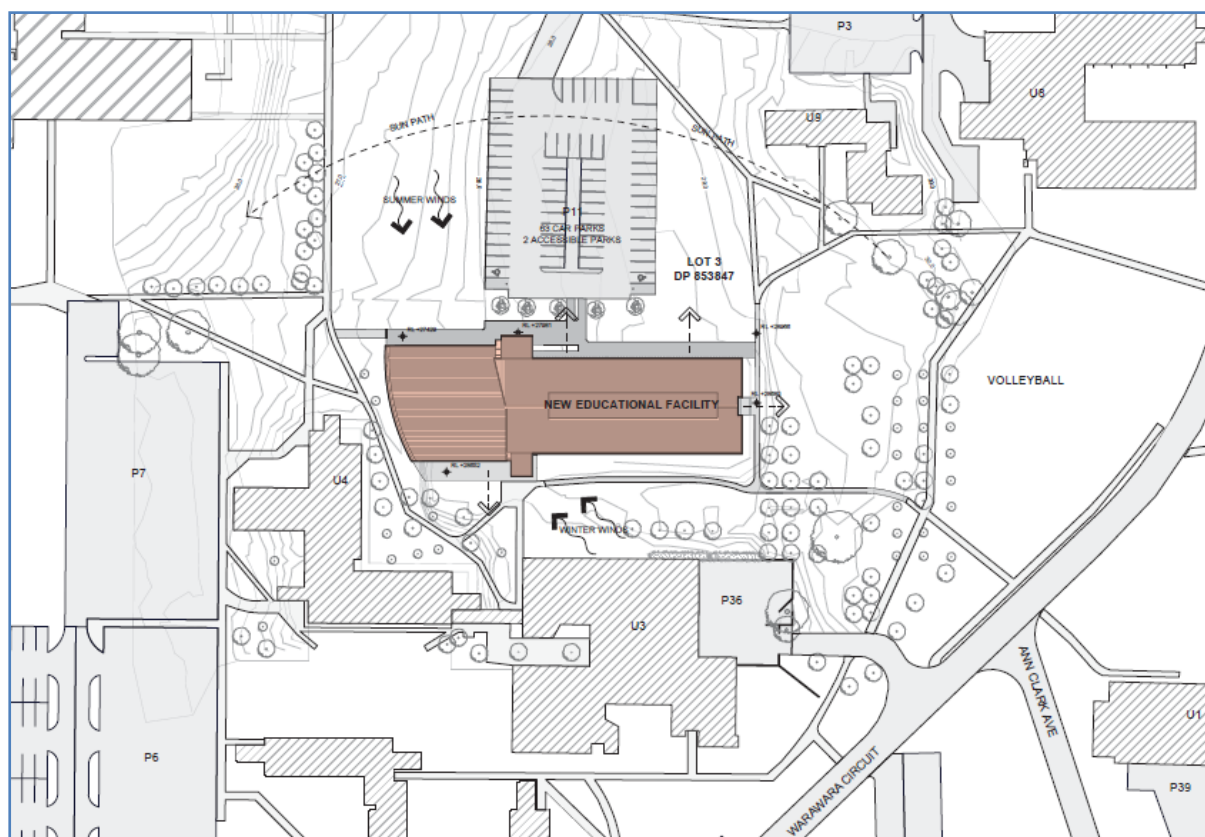 P3
U8
U9
SUN PATH
SUN PATH
SUMMER WINDS
P11
63 CAR PARKS
2 ACCESSIBLE PARKS
LOT 3
DP 853847
VOLLEYBALL
NEW EDUCATIONAL FACILITY
P7
U4
WINTER WINDS
P36
U3
ANN CLARK AVE
U1
P6
WARAWARA CIRCUIT
P39